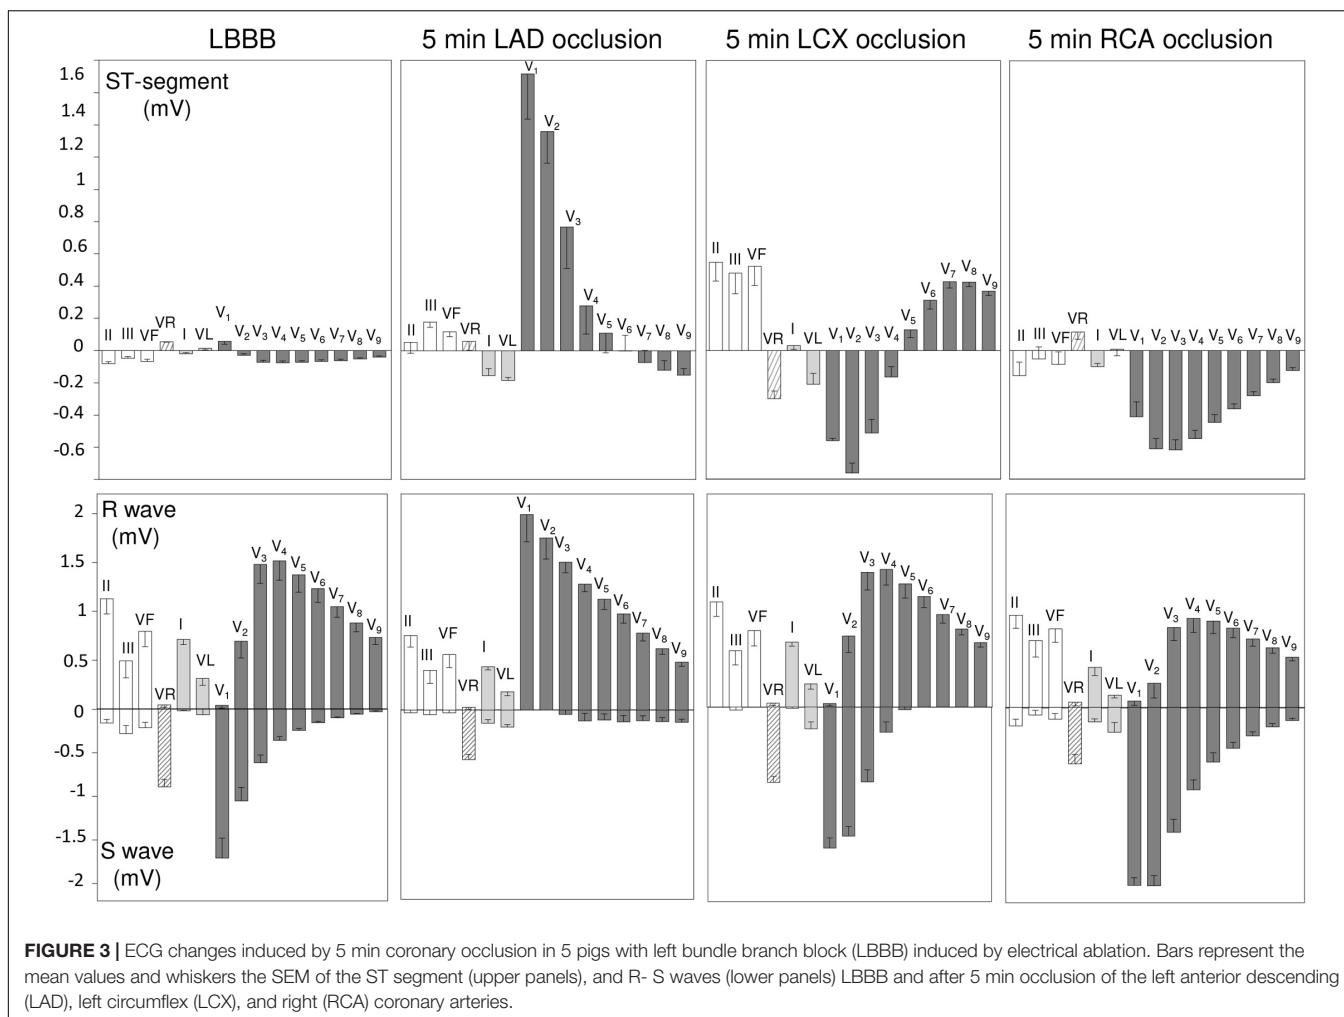 LBBB
5 min LAD occlusion
5 min LCX occlusion
5 min RCA occlusion
ST-segment
(mV)
1.6
1.4
1.2
1
0.8
0.6
0.4
0.2
0
-0.2
-0.4
-0.6
II III VF VR I VL V1 V2 V3 V4 V5 V6 V7 V8 V9
II III VF VR I VL V1 V2 V3 V4 V5 V6 V7 V8 V9
II III VF VR I VL V1 V2 V3 V4 V5 V6 V7 V8 V9
II III VF VR I VL V1 V2 V3 V4 V5 V6 V7 V8 V9
R wave
(mV)
2
1.5
1
0.5
0
-0.5
-1
-1.5
-2
S wave
(mV)
II III VF VR I VL V1 V2 V3 V4 V5 V6 V7 V8 V9
II III VF VR I VL V1 V2 V3 V4 V5 V6 V7 V8 V9
II III VF VR I VL V1 V2 V3 V4 V5 V6 V7 V8 V9
II III VF VR I VL V1 V2 V3 V4 V5 V6 V7 V8 V9
FIGURE 3 | ECG changes induced by 5 min coronary occlusion in 5 pigs with left bundle branch block (LBBB) induced by electrical ablation. Bars represent the
mean values and whiskers the SEM of the ST segment (upper panels), and R- S waves (lower panels) LBBB and after 5 min occlusion of the left anterior descending
(LAD), left circumflex (LCX), and right (RCA) coronary arteries.